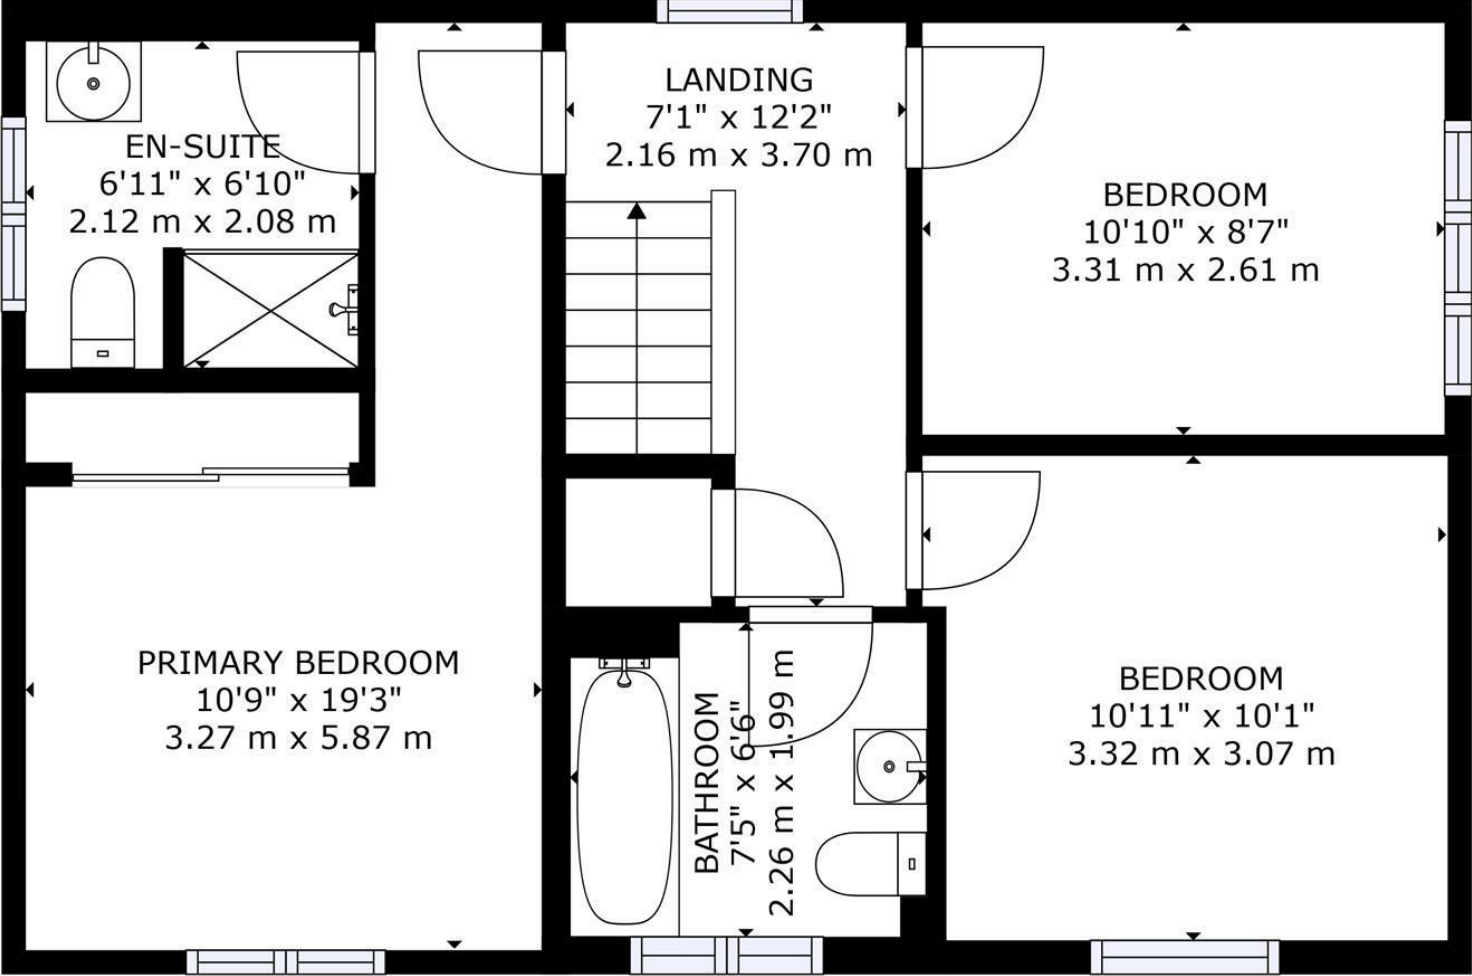 EN-SUITE
6'11" x 6'10"
2.12 m x 2.08 m
LANDING
7'1" x 12'2"
2.16 m x 3.70 m
BEDROOM
10'10" x 8'7"
3.31 m x 2.61 m
PRIMARY BEDROOM
10'9" x 19'3"
3.27 m x 5.87 m
BATHROOM
7'5" x 6'6"
2.26 m x 1.99 m
BEDROOM
10'11" x 10'1"
3.32 m x 3.07 m